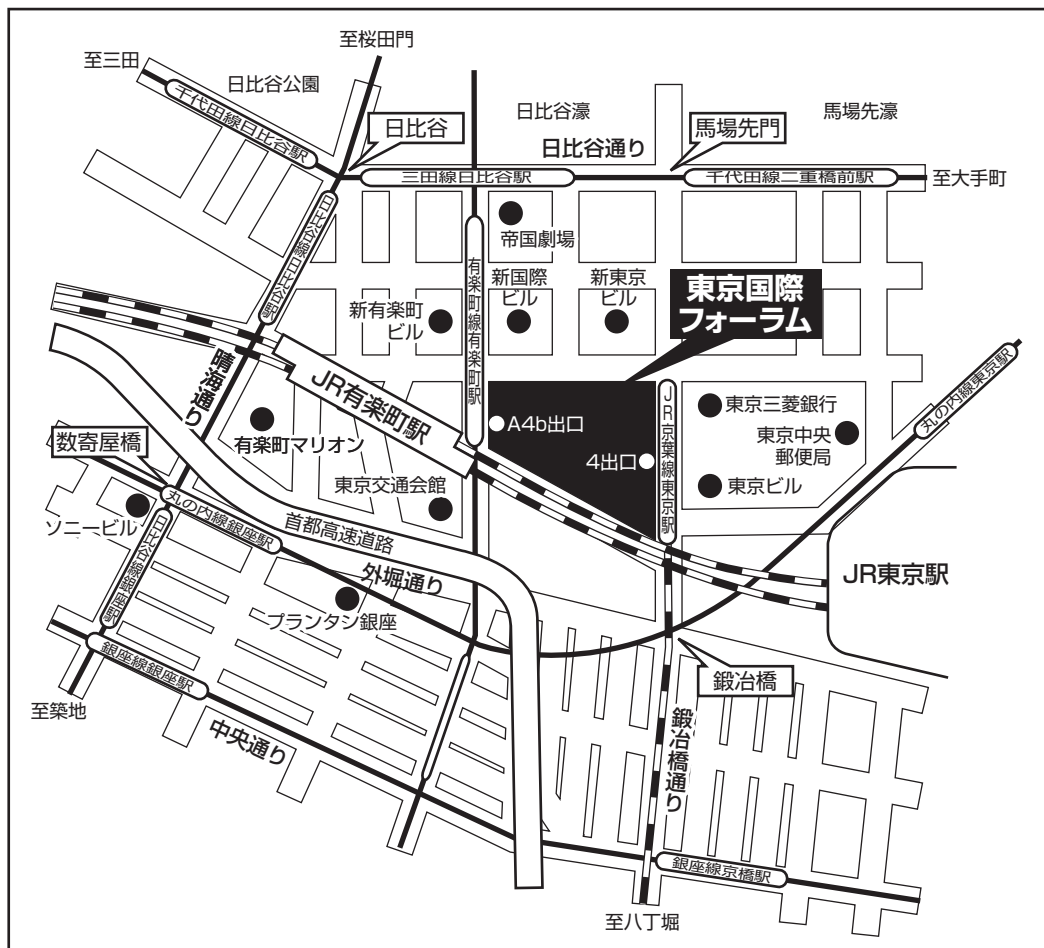 至桜田門
至三田
日比谷公園
日比谷濠
馬場先濠
日比谷
馬場先門
日比谷通り
千代田線日比谷駅
三田線日比谷駅
千代田線二重橋前駅
至大手町
日比谷線日比谷駅
帝国劇場
有楽町線有楽町駅
新国際
ビル
新東京
ビル
東京国際
フォーラム
新有楽町
ビル
晴海通り
JR有楽町駅
丸の内線東京駅
JR京葉線東京駅
東京三菱銀行
A4b出口
有楽町マリオン
東京中央
郵便局
数寄屋橋
4出口
東京交通会館
東京ビル
丸の内線銀座駅
ソニービル
首都高速道路
日比谷線銀座駅
外堀通り
JR東京駅
プランタン銀座
銀座線銀座駅
鍛冶橋
至築地
中央通り
鍛冶橋通り
銀座線京橋駅
至八丁堀